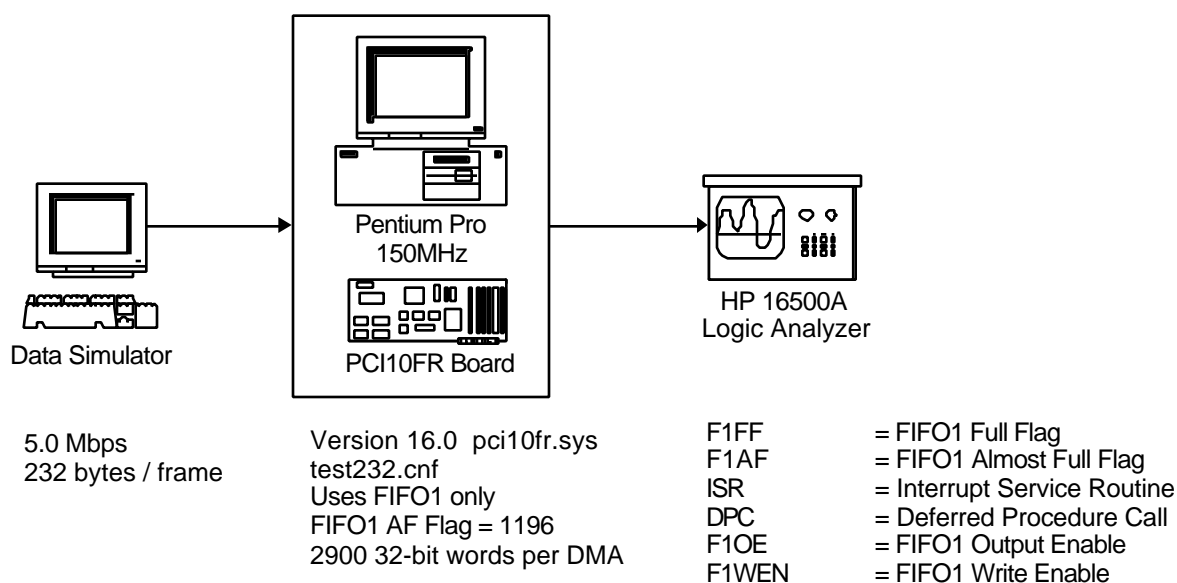 Pentium Pro
150MHz
PCI10FR Board
Data Simulator
HP 16500A
Logic Analyzer
5.0 Mbps
232 bytes / frame
Version 16.0 pci10fr.sys
test232.cnf
Uses FIFO1 only
FIFO1 AF Flag = 1196
2900 32-bit words per DMA
F1FF = FIFO1 Full Flag
F1AF = FIFO1 Almost Full Flag
ISR = Interrupt Service Routine
DPC = Deferred Procedure Call
F1OE = FIFO1 Output Enable
F1WEN = FIFO1 Write Enable